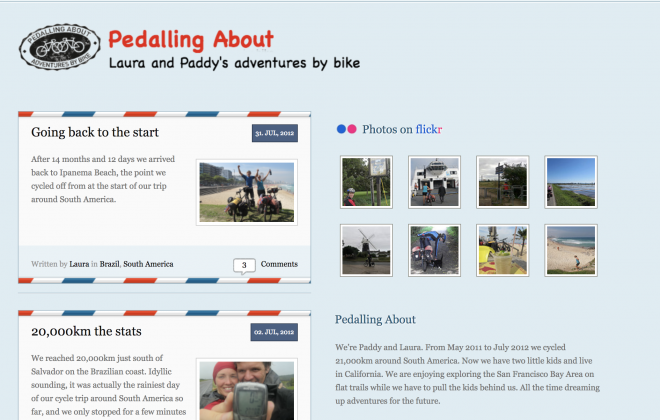 PEDALLING ABOUT
ADVENTURES BY BIKE
Pedalling About
Laura and Paddy's adventures by bike
Going back to the start
31. JUL, 2012
After 14 months and 12 days we arrived
back to Ipanema Beach, the point we
cycled off from at the start of our trip
around South America.
Written by Laura in Brazil, South America
3 Comments
20,000km the stats
02. JUL, 2012
We reached 20,000km just south of
Salvador on the Brazilian coast. Idyllic
sounding, it was actually the rainiest day
of our cycle trip around South America so
far, and we only stopped for a few minutes
Photos on flickr
Pedalling About
We're Paddy and Laura. From May 2011 to July 2012 we cycled
21,000km around South America. Now we have two little kids and live
in California. We are enjoying exploring the San Francisco Bay Area on
flat trails while we have to pull the kids behind us. All the time dreaming
up adventures for the future.